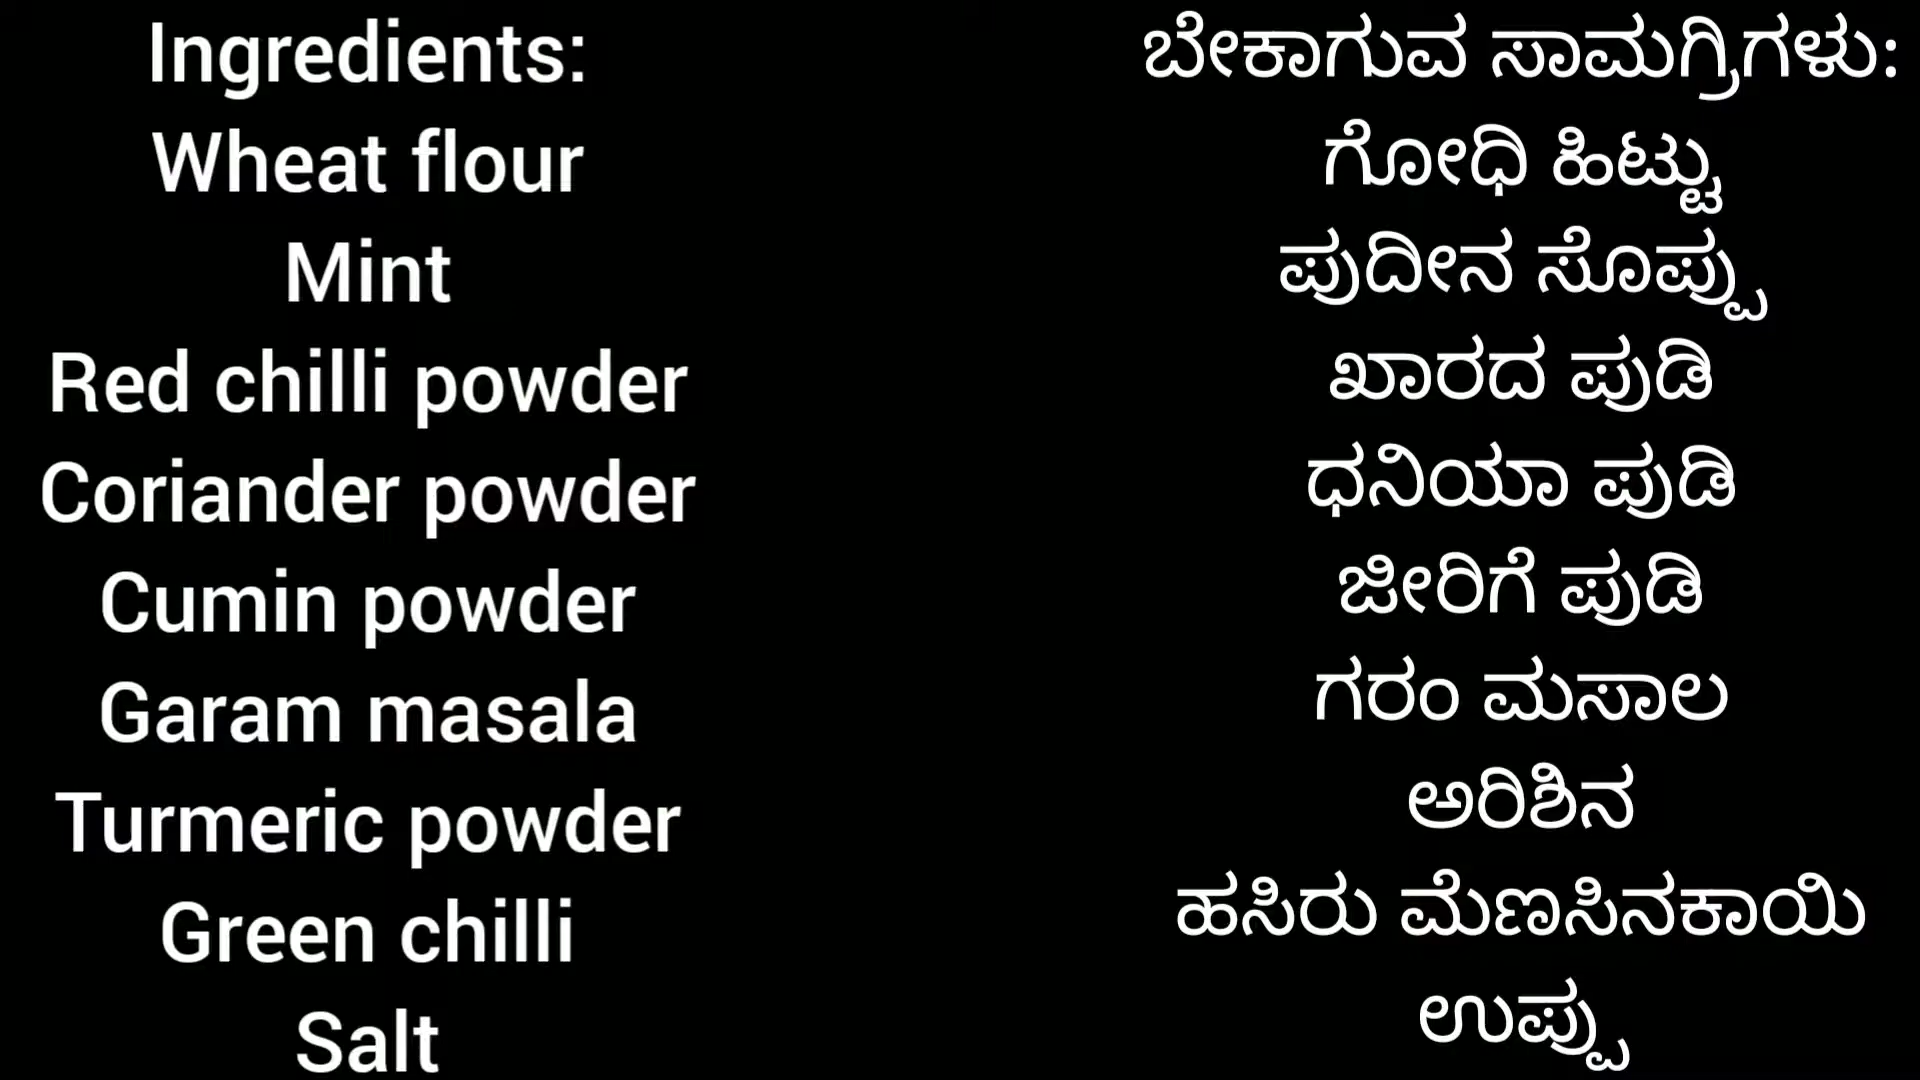 Ingredients:
Wheat flour
Mint
Red chilli powder
Coriander powder
Cumin powder
Garam masala
Turmeric powder
Green chilli
Salt
ಬೇಕಾಗುವ ಸಾಮಗ್ರಿಗಳು:
ಗೋಧಿ ಹಿಟ್ಟು
ಪುದೀನ ಸೊಪ್ಪು
ಖಾರದ ಪುಡಿ
ಧನಿಯಾ ಪುಡಿ
ಜೀರಿಗೆ ಪುಡಿ
ಗರಂ ಮಸಾಲ
ಅರಿಶಿನ
ಹಸಿರು ಮೆಣಸಿನಕಾಯಿ
ಉಪ್ಪು